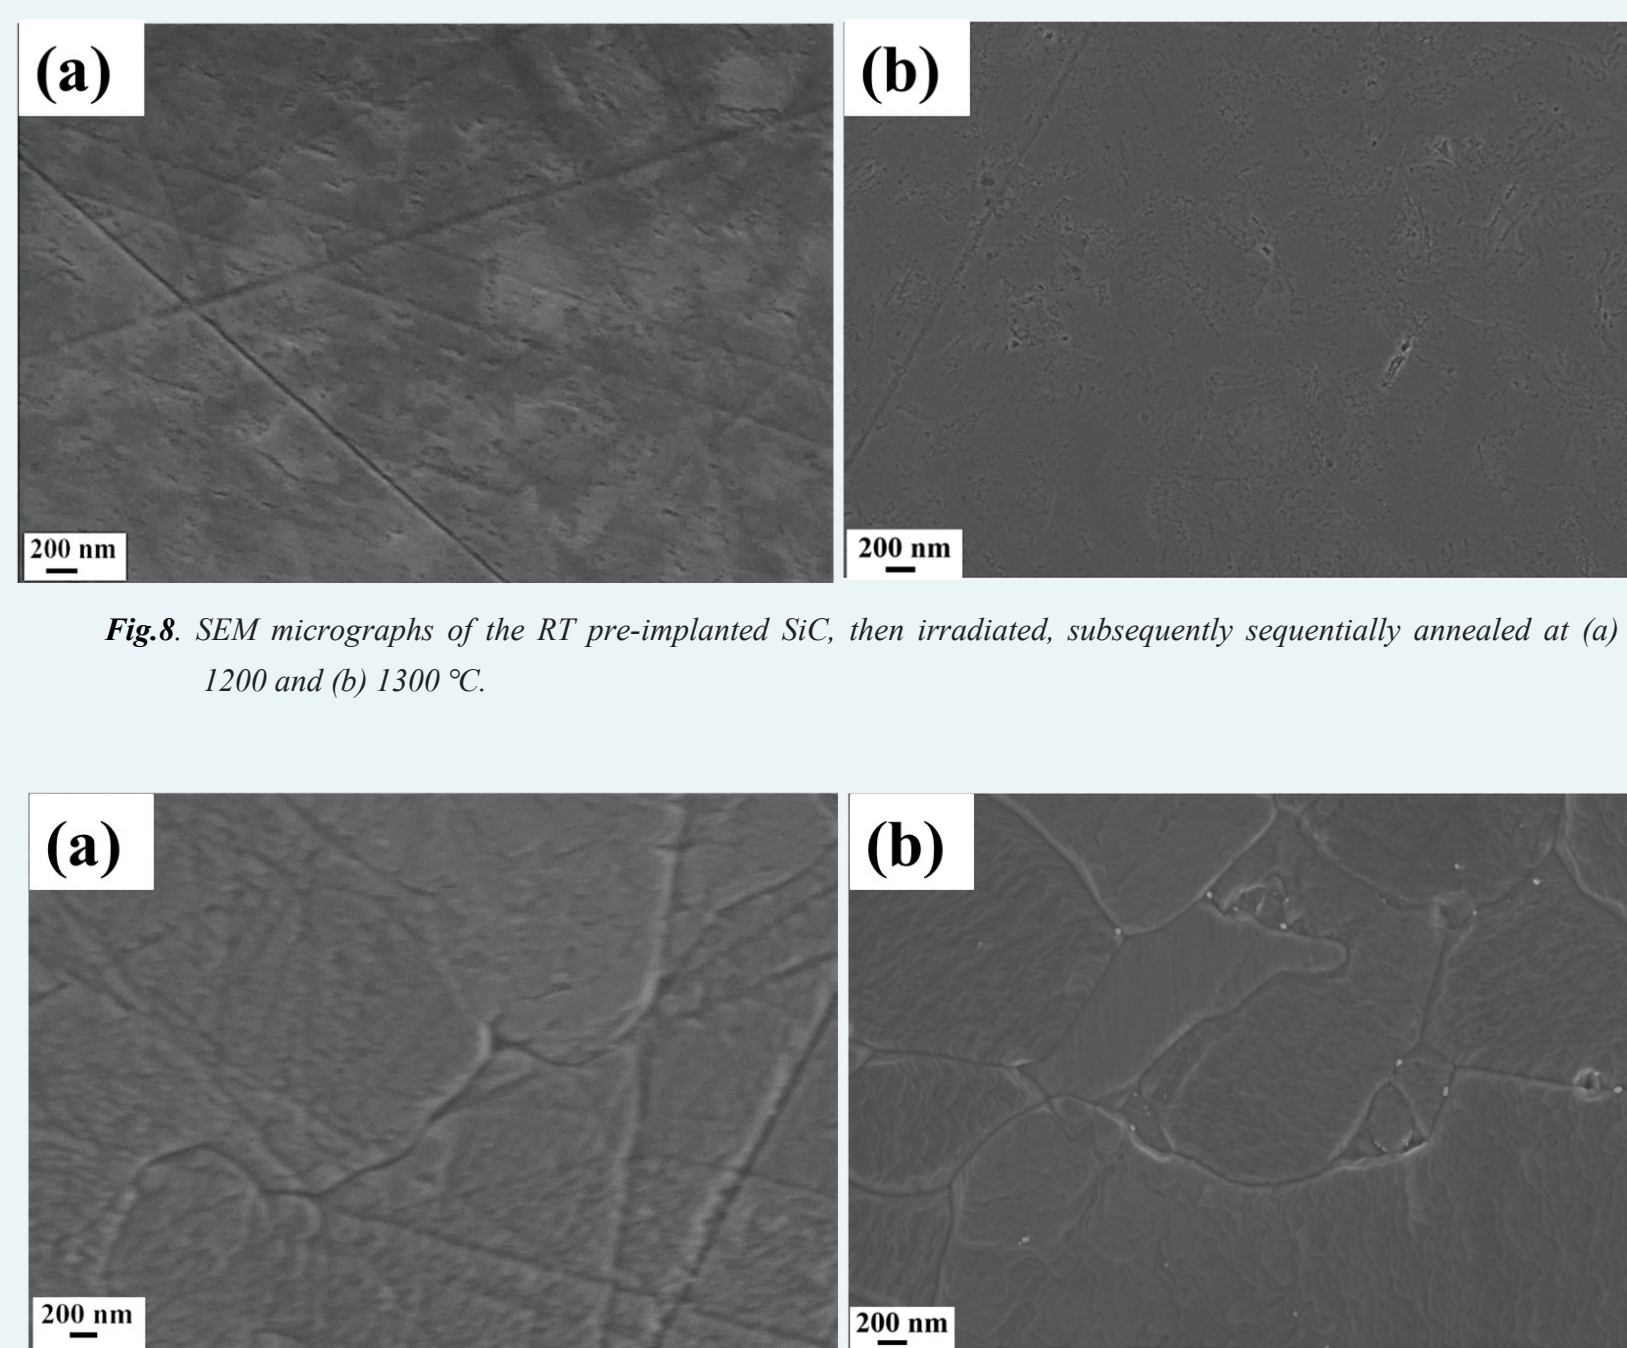 (a)
(b)
200 nm
200 nm
Fig.8. SEM micrographs of the RT pre-implanted SiC, then irradiated, subsequently sequentially annealed at (a)
1200 and (b) 1300 °C.
(a)
(b)
200 nm
200 nm